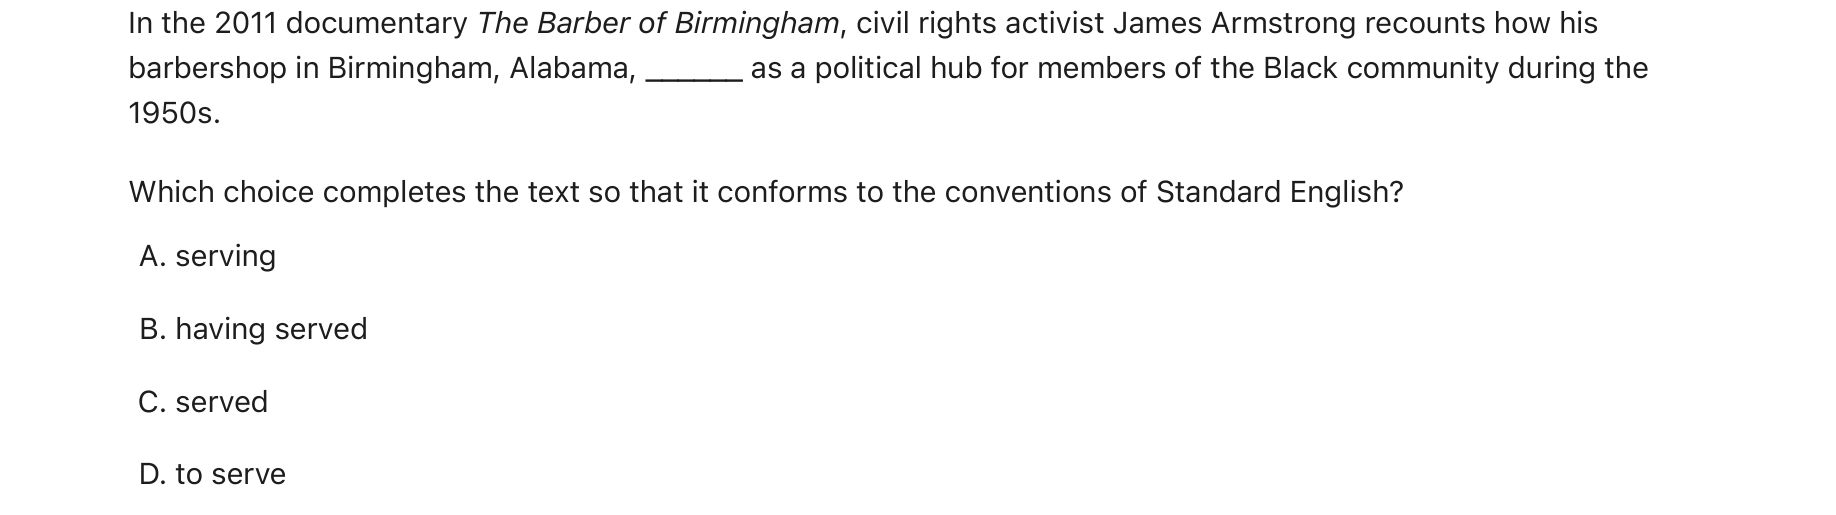 In the 2011 documentary The Barber of Birmingham, civil rights activist James Armstrong recounts how his
barbershop in Birmingham, Alabama, ______ as a political hub for members of the Black community during the
1950s.
Which choice completes the text so that it conforms to the conventions of Standard English?
A. serving
B. having served
C. served
D. to serve